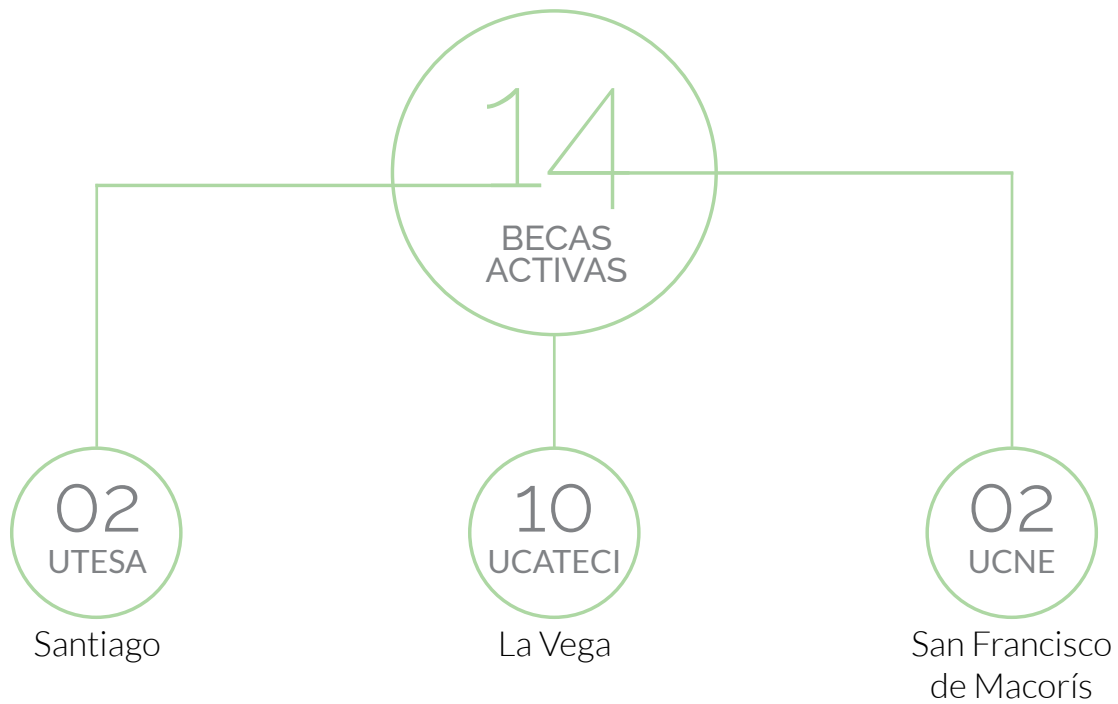 14
BECAS
ACTIVAS
02
UTESA
Santiago
10
UCATECI
La Vega
02
UCNE
San Francisco
de Macorís